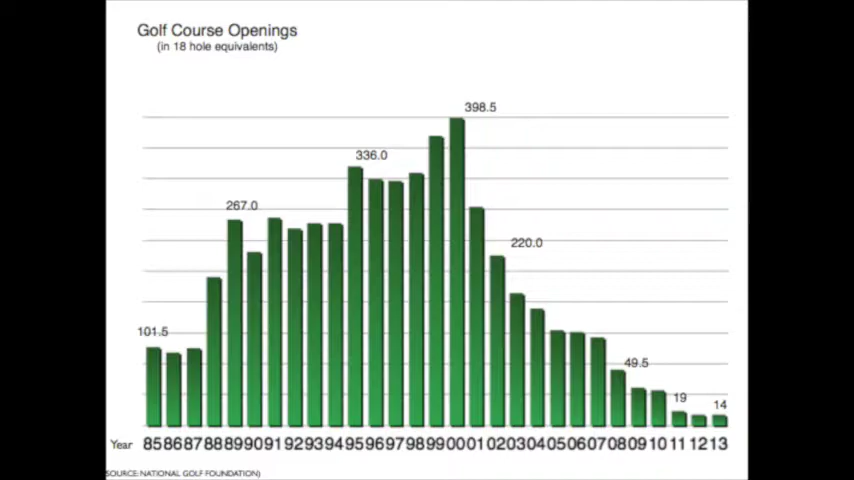 Golf Course Openings
(in 18 hole equivalents)
398.5
336.0
267.0
220.0
101.5
49.5
19
14
Year 85 86 87 88 89 90 91 92 93 94 95 96 97 98 99 00 01 02 03 04 05 06 07 08 09 10 11 12 13
SOURCE: NATIONAL GOLF FOUNDATION)